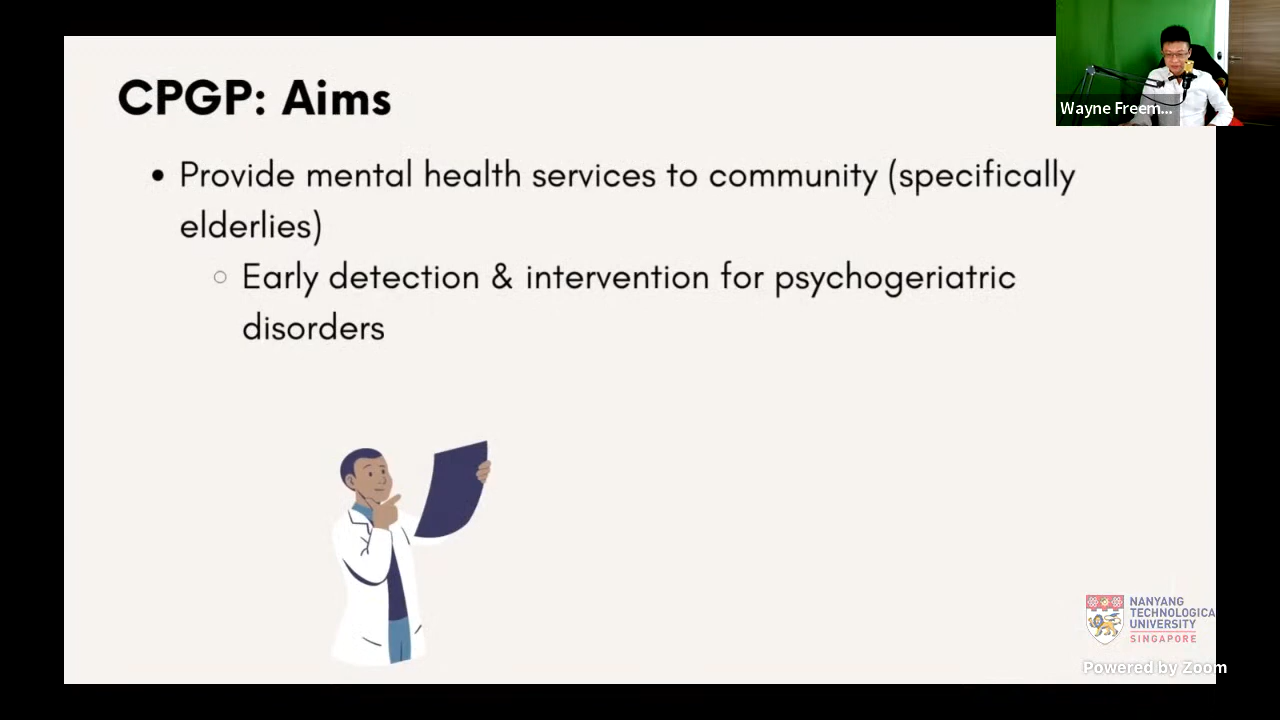 CPGP: Aims
Wayne Freem...
• Provide mental health services to community (specifically
elderlies)
○ Early detection & intervention for psychogeriatric
disorders
NANYANG
TECHNOLOGICA
UNIVERSITY
SINGAPORE
Powered by Zoom